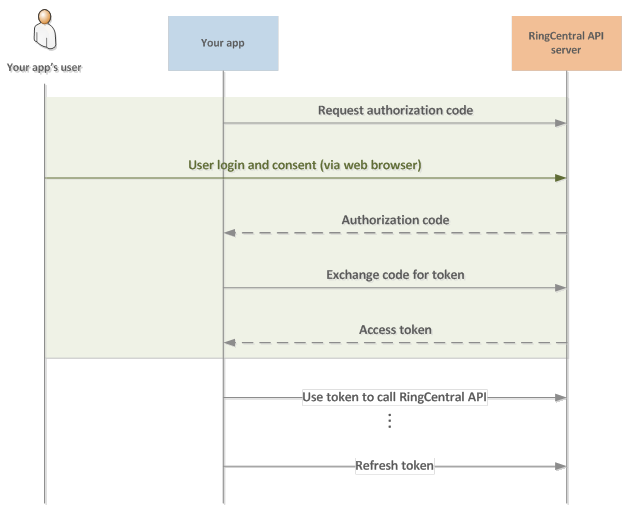 Your app's user
Your app
RingCentral API
server
Request authorization code
User login and consent (via web browser)
Authorization code
Exchange code for token
Access token
Use token to call RingCentral API
⋮
Refresh token